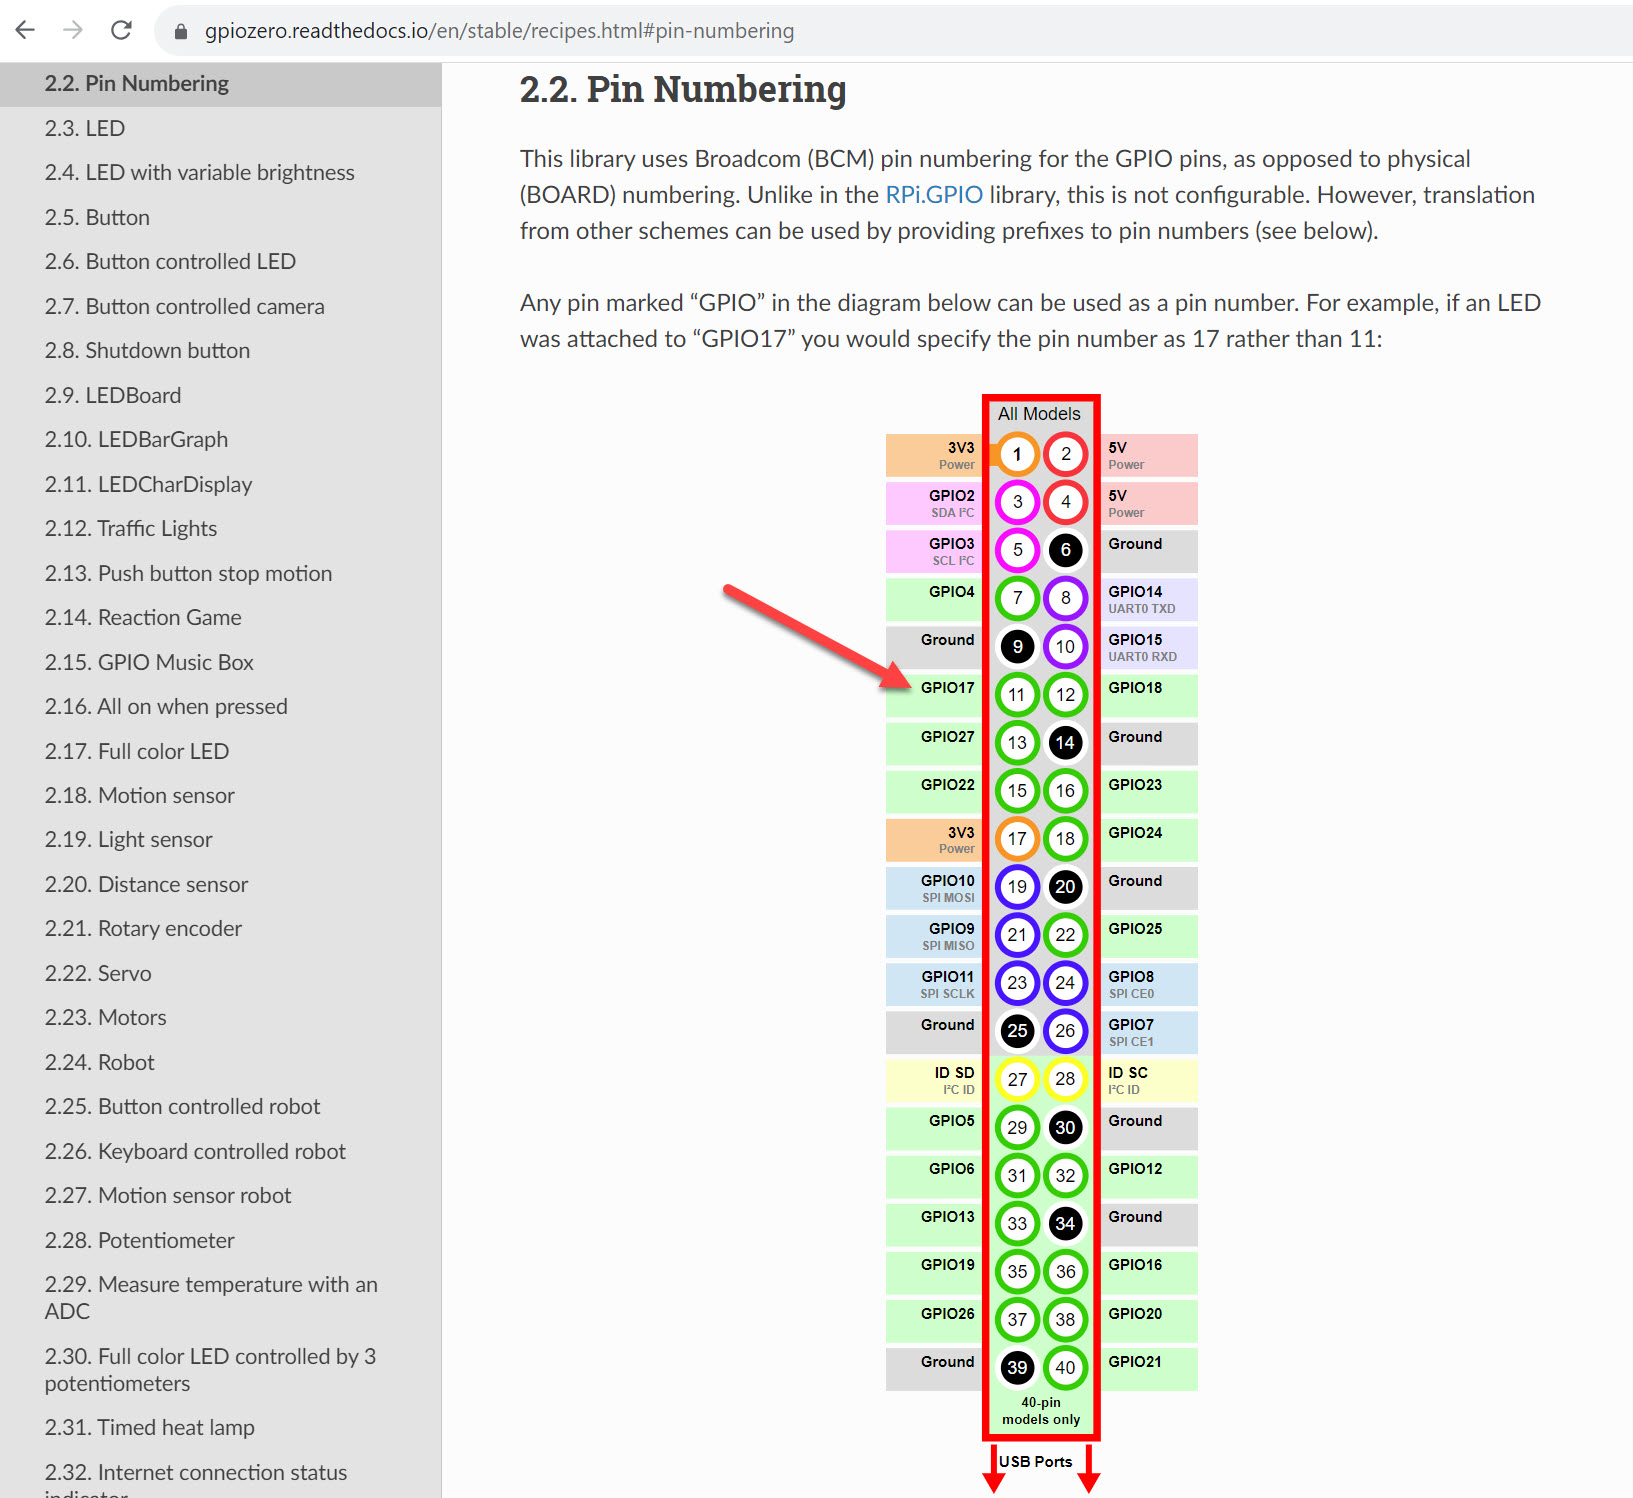 gpiozero.readthedocs.io/en/stable/recipes.html#pin-numbering
2.2. Pin Numbering
2.3. LED
2.4. LED with variable brightness
2.5. Button
2.6. Button controlled LED
2.7. Button controlled camera
2.8. Shutdown button
2.9. LEDBoard
2.10. LEDBarGraph
2.11. LEDCharDisplay
2.12. Traffic Lights
2.13. Push button stop motion
2.14. Reaction Game
2.15. GPIO Music Box
2.16. All on when pressed
2.17. Full color LED
2.18. Motion sensor
2.19. Light sensor
2.20. Distance sensor
2.21. Rotary encoder
2.22. Servo
2.23. Motors
2.24. Robot
2.25. Button controlled robot
2.26. Keyboard controlled robot
2.27. Motion sensor robot
2.28. Potentiometer
2.29. Measure temperature with an
ADC
2.30. Full color LED controlled by 3
potentiometers
2.31. Timed heat lamp
2.32. Internet connection status
indicator
2.2. Pin Numbering
This library uses Broadcom (BCM) pin numbering for the GPIO pins, as opposed to physical
(BOARD) numbering. Unlike in the RPi.GPIO library, this is not configurable. However, translation
from other schemes can be used by providing prefixes to pin numbers (see below).
Any pin marked “GPIO” in the diagram below can be used as a pin number. For example, if an LED
was attached to “GPIO17” you would specify the pin number as 17 rather than 11:
All Models
3V3 1 2 5V
Power Power
GPIO2 3 4 5V
SDA I²C Power
GPIO3 5 6 Ground
SCL I²C
GPIO4 7 8 GPIO14
UART0 TXD
Ground 9 10 GPIO15
UART0 RXD
GPIO17 11 12 GPIO18
GPIO27 13 14 Ground
GPIO22 15 16 GPIO23
3V3 17 18 GPIO24
Power
GPIO10 19 20 Ground
SPI MOSI
GPIO9 21 22 GPIO25
SPI MISO
GPIO11 23 24 GPIO8
SPI SCLK SPI CE0
Ground 25 26 GPIO7
SPI CE1
ID SD 27 28 ID SC
I²C ID I²C ID
GPIO5 29 30 Ground
GPIO6 31 32 GPIO12
GPIO13 33 34 Ground
GPIO19 35 36 GPIO16
GPIO26 37 38 GPIO20
Ground 39 40 GPIO21
40-pin
models only
USB Ports